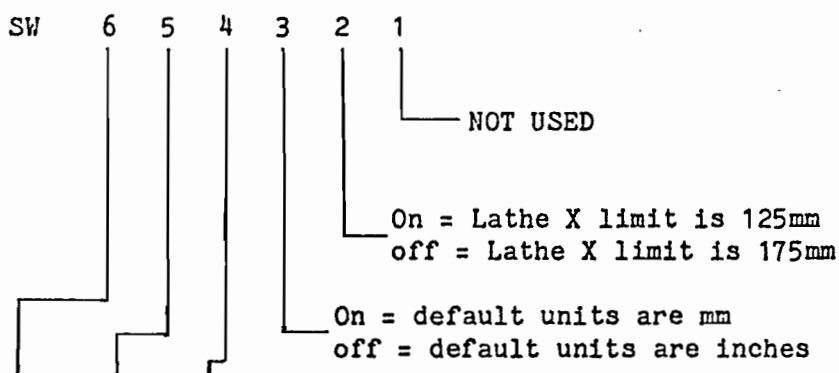 SW 6 5 4 3 2 1
NOT USED
On = Lathe X limit is 125mm
off = Lathe X limit is 175mm
On = default units are mm
off = default units are inches